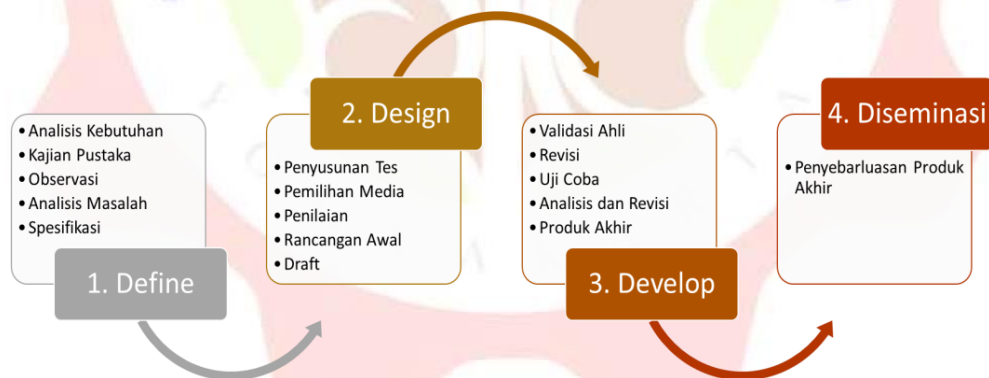 • Analisis Kebutuhan
• Kajian Pustaka
• Observasi
• Analisis Masalah
• Spesifikasi
1. Define
2. Design
• Penyusunan Tes
• Pemilihan Media
• Penilaian
• Rancangan Awal
• Draft
• Validasi Ahli
• Revisi
• Uji Coba
• Analisis dan Revisi
• Produk Akhir
3. Develop
4. Diseminasi
• Penyebarluasan Produk
Akhir